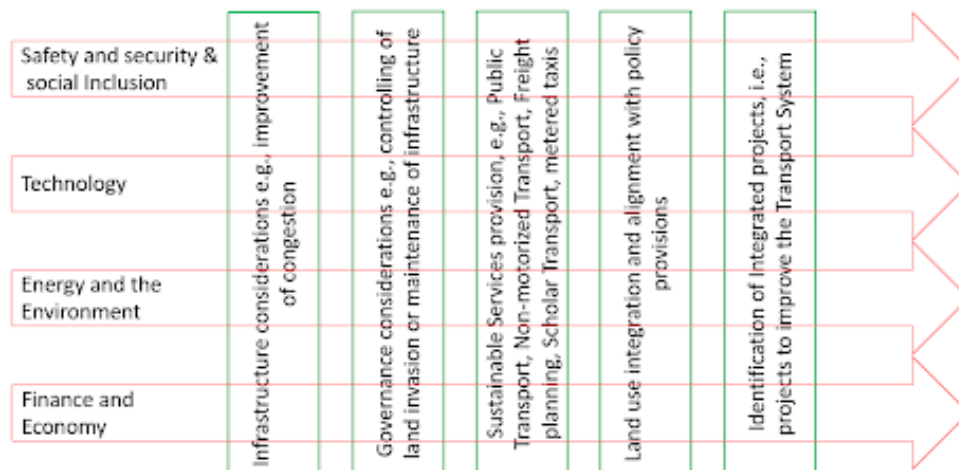 Safety and security &
social Inclusion
Technology
Energy and the
Environment
Finance and
Economy
Infrastructure considerations e.g., improvement
of congestion
Governance considerations e.g., controlling of
land invasion or maintenance of infrastructure
Sustainable Services provision, e.g., Public
Transport, Non-motorized Transport, Freight
planning, Scholar Transport, metered taxis
Land use integration and alignment with policy
provisions
Identification of Integrated projects, i.e.,
projects to improve the Transport System